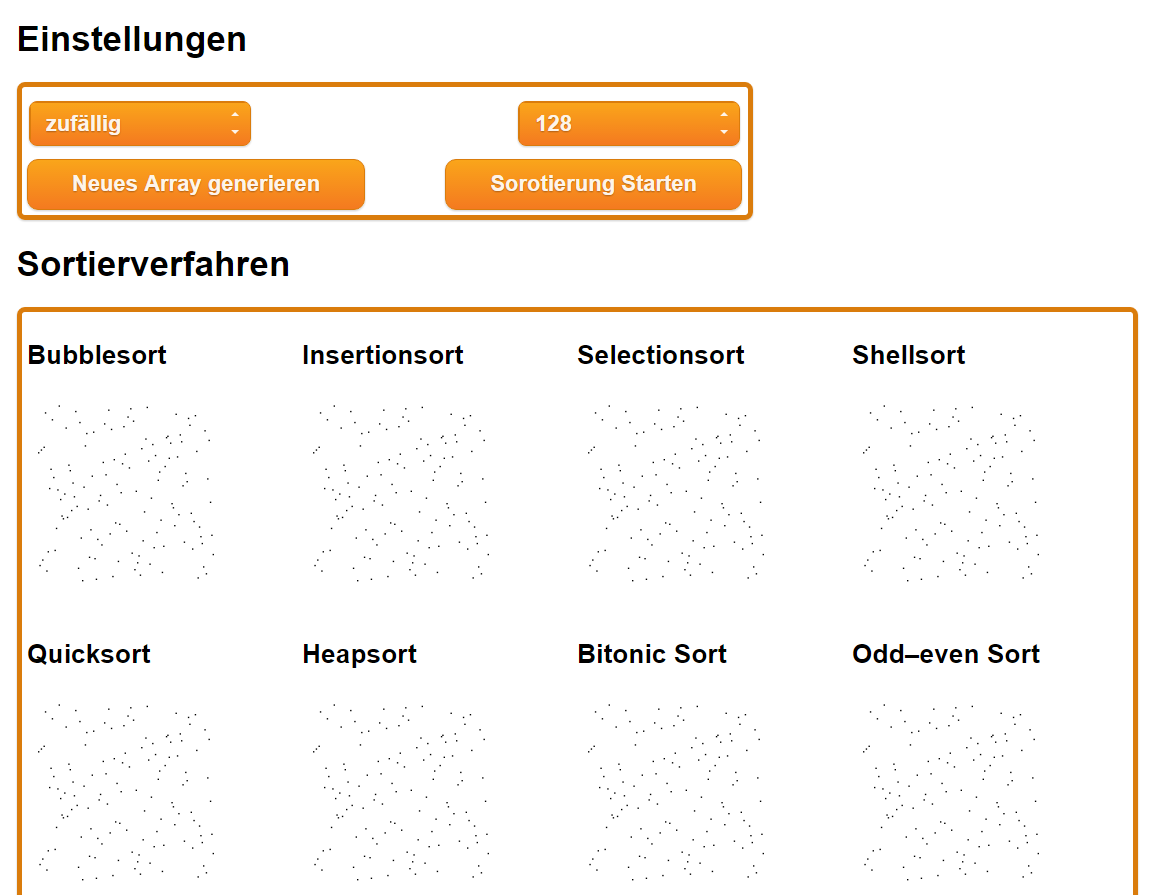 Einstellungen
zufällig 128
Neues Array generieren Sorotierung Starten
Sortierverfahren
Bubblesort Insertionsort Selectionsort Shellsort
Quicksort Heapsort Bitonic Sort Odd–even Sort